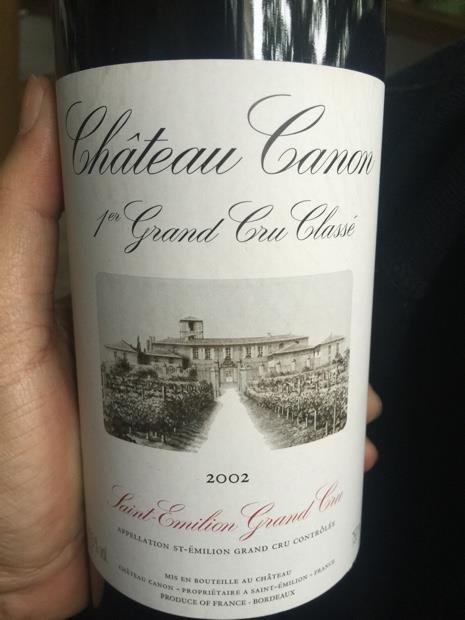 Château Canon
1er Grand Cru Classé
2002
Saint-Emilion Grand Cru
APPELLATION ST-ÉMILION GRAND CRU CONTRÔLÉE
MIS EN BOUTEILLE AU CHÂTEAU
CHÂTEAU CANON - PROPRIÉTAIRE A SAINT-ÉMILION - FRANCE
PRODUCE OF FRANCE - BORDEAUX